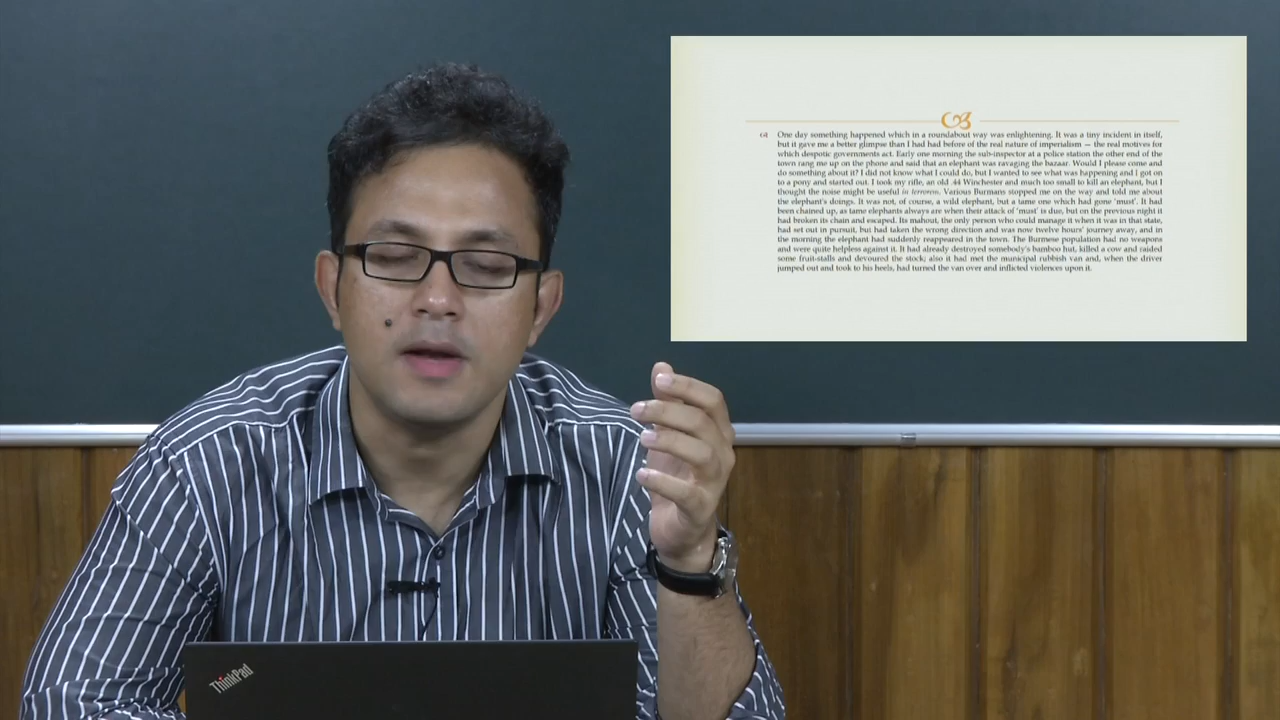 One day something happened which in a roundabout way was enlightening. It was a tiny incident in itself,
but it gave me a better glimpse than I had had before of the real nature of imperialism — the real motives for
which despotic governments act. Early one morning the sub-inspector at a police station the other end of the
town rang me up on the phone and said that an elephant was ravaging the bazaar. Would I please come and
do something about it? I did not know what I could do, but I wanted to see what was happening and I got on
to a pony and started out. I took my rifle, an old .44 Winchester and much too small to kill an elephant, but I
thought the noise might be useful in terrorem. Various Burmans stopped me on the way and told me about
the elephant's doings. It was not, of course, a wild elephant, but a tame one which had gone 'must'. It had
been chained up, as tame elephants always are when their attack of 'must' is due, but on the previous night it
had broken its chain and escaped. Its mahout, the only person who could manage it when it was in that state,
had set out in pursuit, but had taken the wrong direction and was now twelve hours' journey away, and in
the morning the elephant had suddenly reappeared in the town. The Burmese population had no weapons
and were quite helpless against it. It had already destroyed somebody's bamboo hut, killed a cow and raided
some fruit-stalls and devoured the stock; also it had met the municipal rubbish van and, when the driver
jumped out and took to his heels, had turned the van over and inflicted violences upon it.
ThinkPad